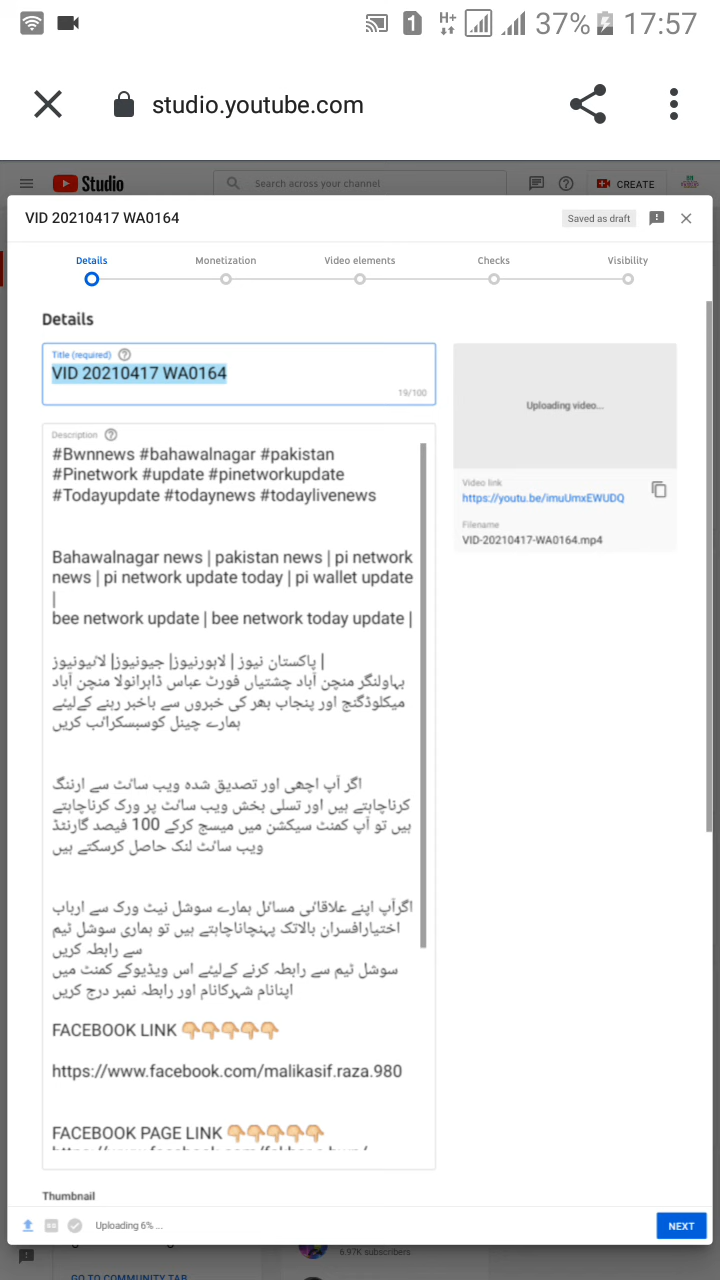 H+
1
37%
17:57
studio.youtube.com
Studio
Search across your channel
CREATE
VID 20210417 WA0164
Saved as draft
Details
Monetization
Video elements
Checks
Visibility
Details
Title (required)
VID 20210417 WA0164
19/100
Uploading video...
Video link
https://youtu.be/imuUmxEWUDQ
Filename
VID-20210417-WA0164.mp4
Description
#Bwnnews #bahawalnagar #pakistan
#Pinetwork #update #pinetworkupdate
#Todayupdate #todaynews #todaylivenews
Bahawalnagar news | pakistan news | pi network
news | pi network update today | pi wallet update
|
bee network update | bee network today update |
| پاکستان نیوز | لاہورنیوز| جیونیوز| لائیونیوز
بہاولنگر منچن آباد چشتیاں فورٹ عباس ڈاہرانولا منچن آباد
میکلوڈگنج اور پنجاب بھر کی خبروں سے باخبر رہنے کےلیئے
ہمارے چینل کوسبسکرائب کریں
اگر آپ اچھی اور تصدیق شدہ ویب سائٹ سے ارننگ
کرناچاہتے ہیں اور تسلی بخش ویب سائٹ پر ورک کرناچاہتے
ہیں تو آپ کمنٹ سیکشن میں میسج کرکے 100 فیصد گارنٹڈ
ویب سائٹ لنک حاصل کرسکتے ہیں
اگرآپ اپنے علاقائی مسائل ہمارے سوشل نیٹ ورک سے ارباب
اختیارافسران بالاتک پہنچاناچاہتے ہیں تو ہماری سوشل ٹیم
سے رابطہ کریں
سوشل ٹیم سے رابطہ کرنے کےلیئے اس ویڈیوکے کمنٹ میں
اپنانام شہرکانام اور رابطہ نمبر درج کریں
FACEBOOK LINK 👇🏼👇🏼👇🏼👇🏼👇🏼
https://www.facebook.com/malikasif.raza.980
FACEBOOK PAGE LINK 👇🏼👇🏼👇🏼👇🏼👇🏼
Thumbnail
Uploading 6% ...
NEXT
6.97K subscribers
GO TO COMMUNITY TAB